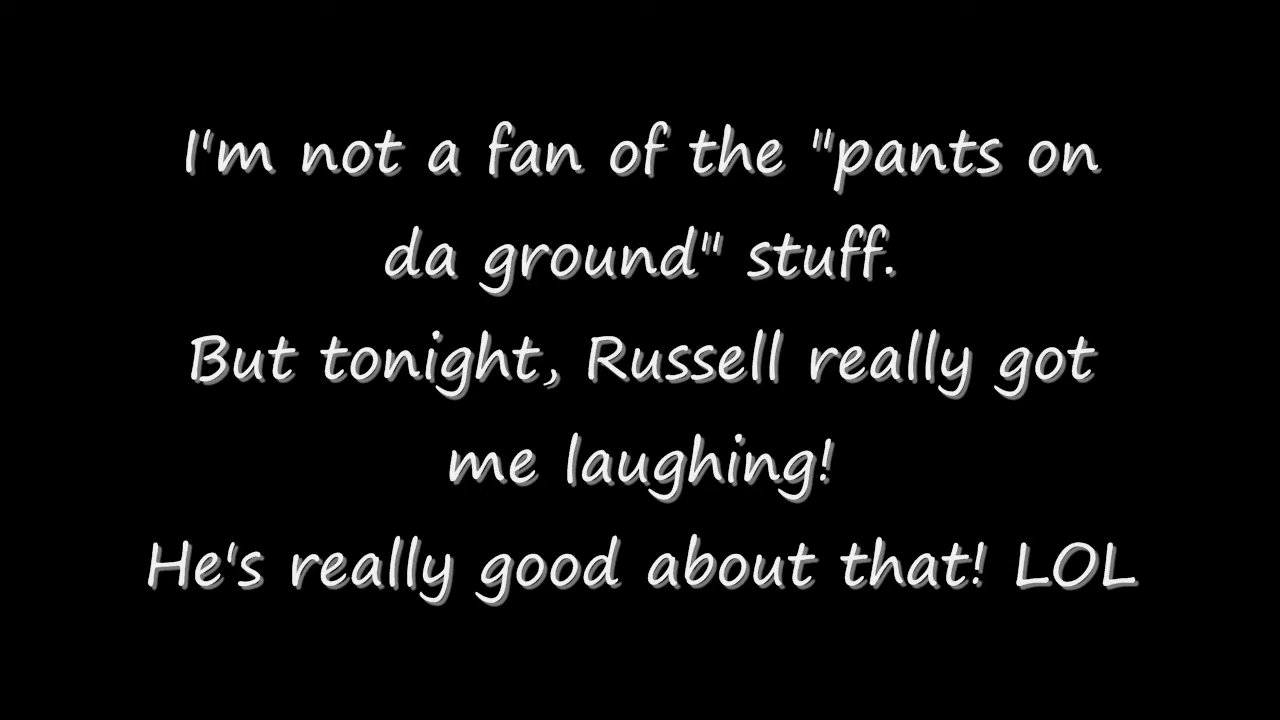 I'm not a fan of the "pants on
da ground" stuff.
But tonight, Russell really got
me laughing!
He's really good about that! LOL